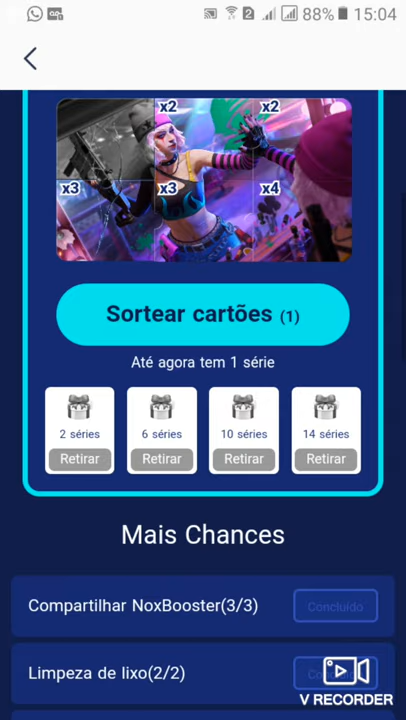 88% 15:04
x2 x2
x3 x3 x4
Sortear cartões (1)
Até agora tem 1 série
2 séries 6 séries 10 séries 14 séries
Retirar Retirar Retirar Retirar
Mais Chances
Compartilhar NoxBooster(3/3) Concluído
Limpeza de lixo(2/2)
V RECORDER